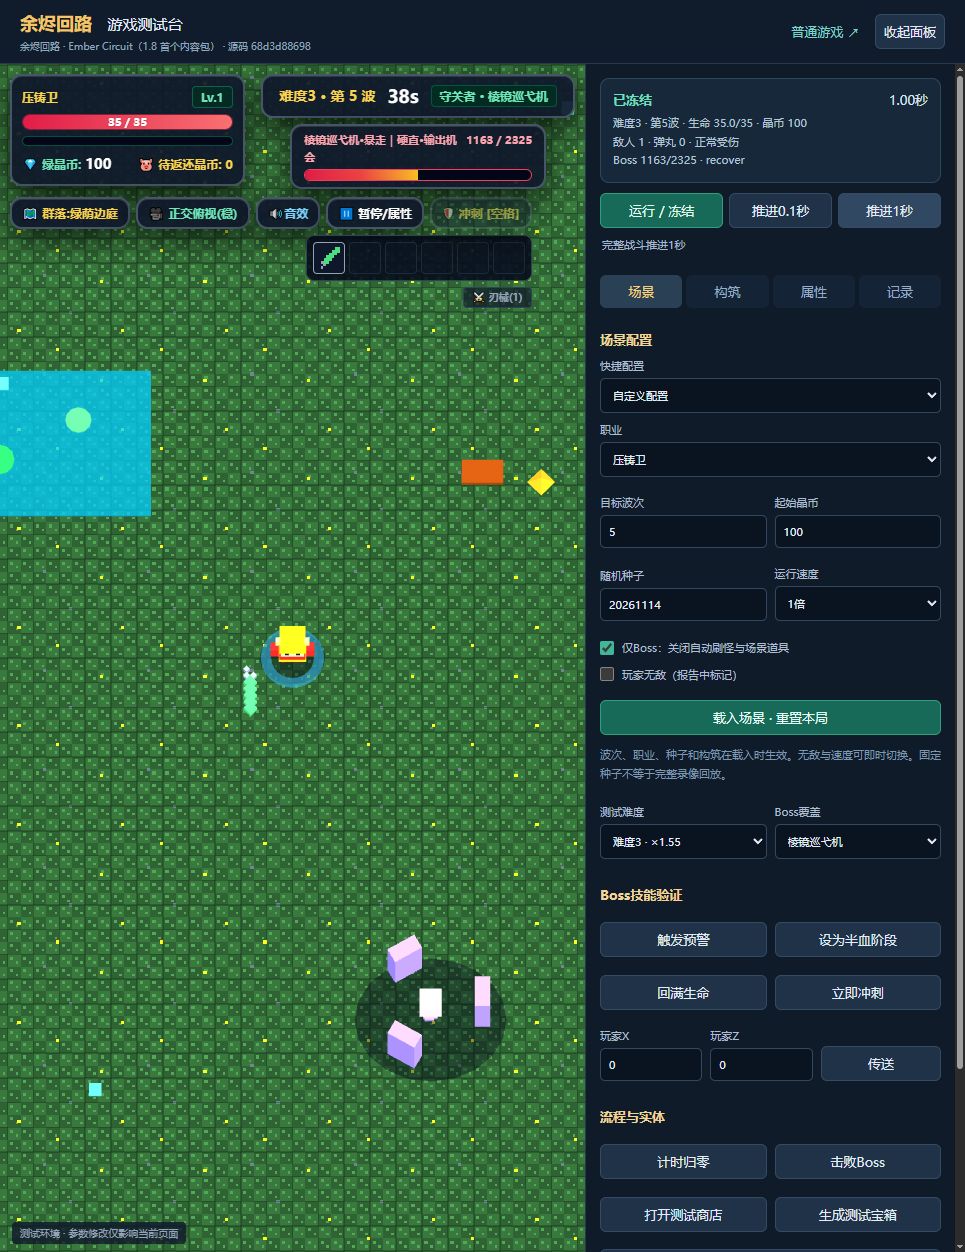 余烬回路 游戏测试台
余烬回路 · Ember Circuit（1.8 首个内容包） · 源码 68d3d88698
普通游戏 ↗
收起面板
压铸卫 Lv.1
35 / 35
绿晶币: 100 待返还晶币: 0
难度3 · 第 5 波 38s 守关者 · 棱镜巡弋机
棱镜巡弋机·暴走 | 硬直·输出机会 1163 / 2325
群落:绿荫边庭
正交俯视(稳)
音效
暂停/属性
冲刺 [空格]
刃械(1)
测试环境 · 参数修改仅影响当前页面
已冻结 1.00秒
难度3 · 第5波 · 生命 35.0/35 · 晶币 100
敌人 1 · 弹丸 0 · 正常受伤
Boss 1163/2325 · recover
运行 / 冻结 推进0.1秒 推进1秒
完整战斗推进1秒
场景 构筑 属性 记录
场景配置
快捷配置
自定义配置
职业
压铸卫
目标波次 起始晶币
5 100
随机种子 运行速度
20261114 1倍
仅Boss：关闭自动刷怪与场景道具
玩家无敌（报告中标记）
载入场景 · 重置本局
波次、职业、种子和构筑在载入时生效。无敌与速度可即时切换。固定
种子不等于完整录像回放。
测试难度 Boss覆盖
难度3 · ×1.55 棱镜巡弋机
Boss技能验证
触发预警 设为半血阶段
回满生命 立即冲刺
玩家X 玩家Z
0 0 传送
流程与实体
计时归零 击败Boss
打开测试商店 生成测试宝箱